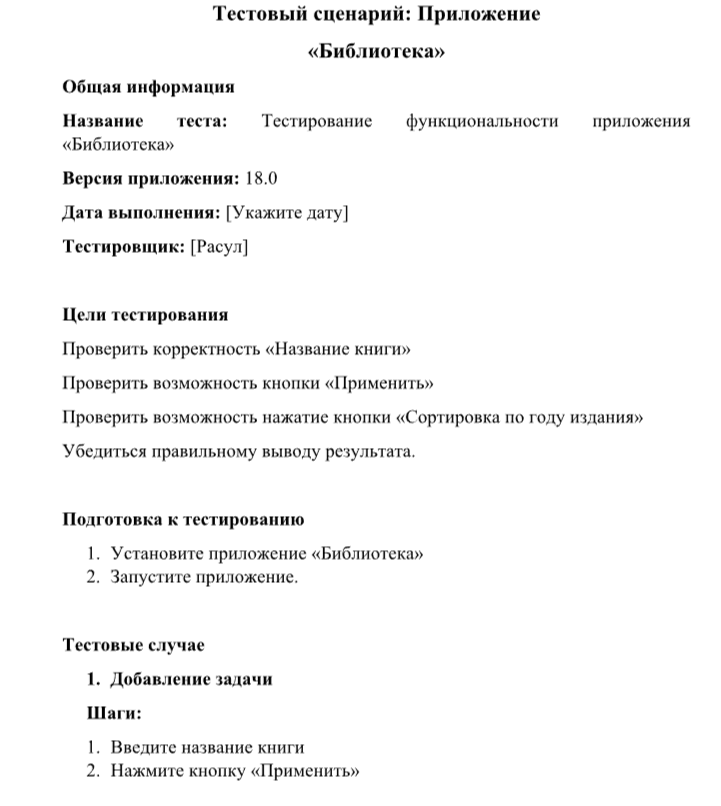 Тестовый сценарий: Приложение
«Библиотека»
Общая информация
Название теста: Тестирование функциональности приложения
«Библиотека»
Версия приложения: 18.0
Дата выполнения: [Укажите дату]
Тестировщик: [Расул]
Цели тестирования
Проверить корректность «Название книги»
Проверить возможность кнопки «Применить»
Проверить возможность нажатие кнопки «Сортировка по году издания»
Убедиться правильному выводу результата.
Подготовка к тестированию
1. Установите приложение «Библиотека»
2. Запустите приложение.
Тестовые случае
1. Добавление задачи
Шаги:
1. Введите название книги
2. Нажмите кнопку «Применить»